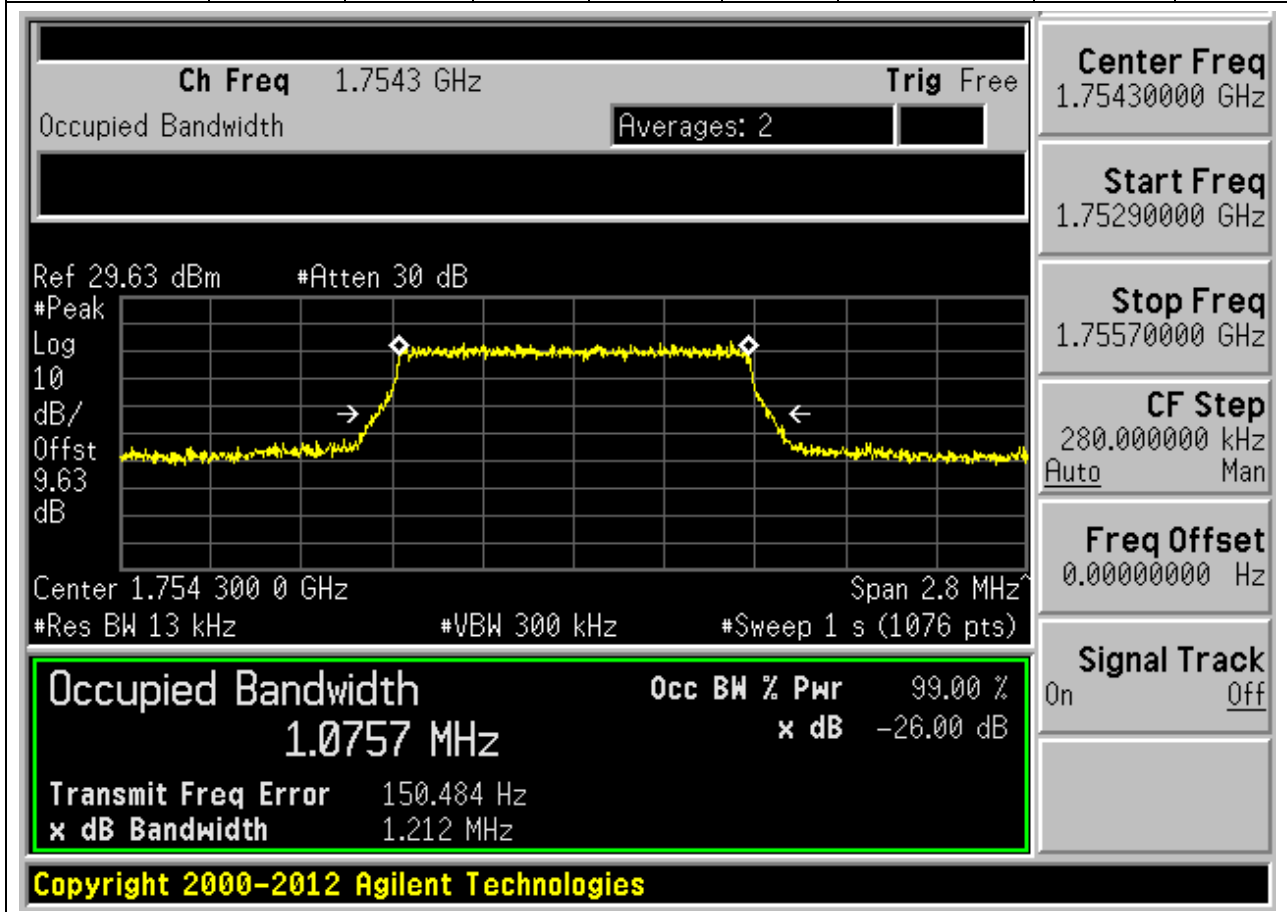 Ch Freq 1.7543 GHz Trig Free
Occupied Bandwidth Averages: 2
Ref 29.63 dBm #Atten 30 dB
#Peak
Log
10
dB/
Offst
9.63
dB
Center 1.754 300 0 GHz Span 2.8 MHz^
#Res BW 13 kHz #VBW 300 kHz #Sweep 1 s (1076 pts)
Occupied Bandwidth Occ BW % Pwr 99.00 %
1.0757 MHz x dB -26.00 dB
Transmit Freq Error 150.484 Hz
x dB Bandwidth 1.212 MHz
Copyright 2000-2012 Agilent Technologies
Center Freq
1.75430000 GHz
Start Freq
1.75290000 GHz
Stop Freq
1.75570000 GHz
CF Step
280.000000 kHz
Auto Man
Freq Offset
0.00000000 Hz
Signal Track
On Off